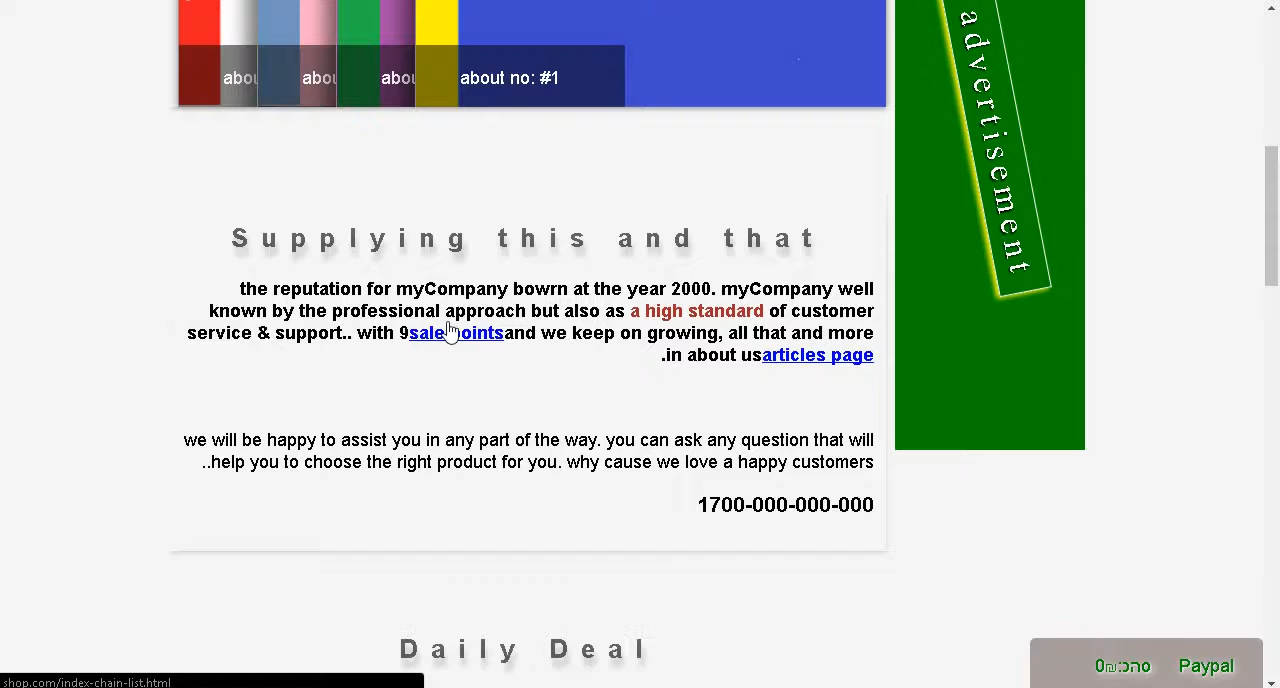 advertisement
abou
abou
abou
about no: #1
Supplying this and that
the reputation for myCompany bowrn at the year 2000. myCompany well
known by the professional approach but also as a high standard of customer
service & support.. with 9sale points and we keep on growing, all that and more
.in about usarticles page
we will be happy to assist you in any part of the way. you can ask any question that will
..help you to choose the right product for you. why cause we love a happy customers
1700-000-000-000
Daily Deal
סהכ:₪0 Paypal
shop.com/index-chain-list.html